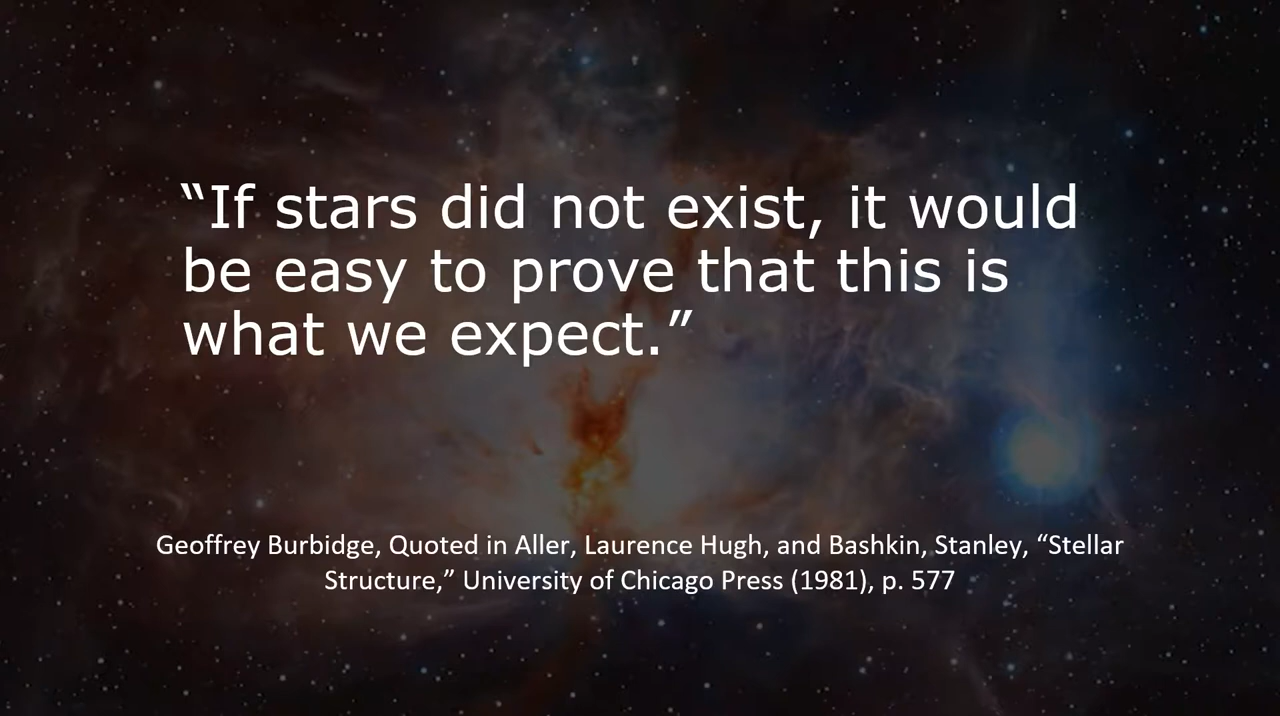 “If stars did not exist, it would
be easy to prove that this is
what we expect.”
Geoffrey Burbidge, Quoted in Aller, Laurence Hugh, and Bashkin, Stanley, “Stellar
Structure,” University of Chicago Press (1981), p. 577